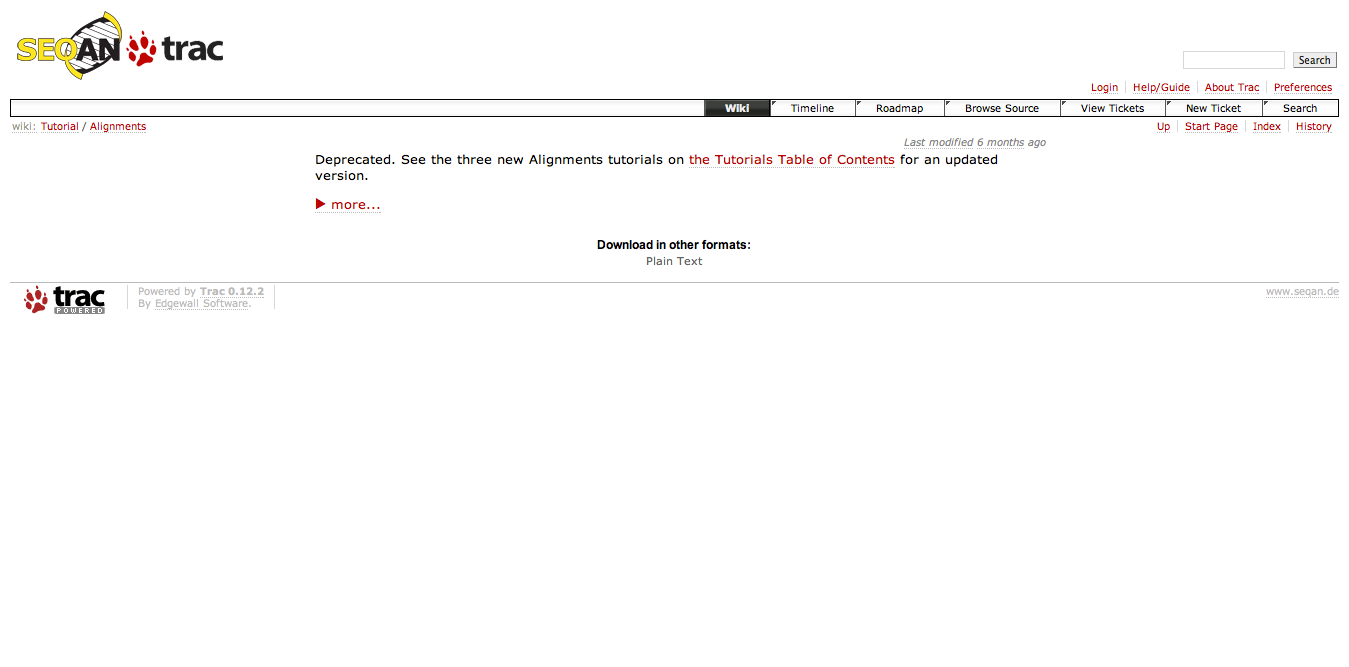 SEQAN trac
Search
Login Help/Guide About Trac Preferences
Wiki Timeline Roadmap Browse Source View Tickets New Ticket Search
wiki: Tutorial / Alignments
Up Start Page Index History
Last modified 6 months ago
Deprecated. See the three new Alignments tutorials on the Tutorials Table of Contents for an updated
version.
more...
Download in other formats:
Plain Text
trac POWERED
Powered by Trac 0.12.2
By Edgewall Software.
www.seqan.de